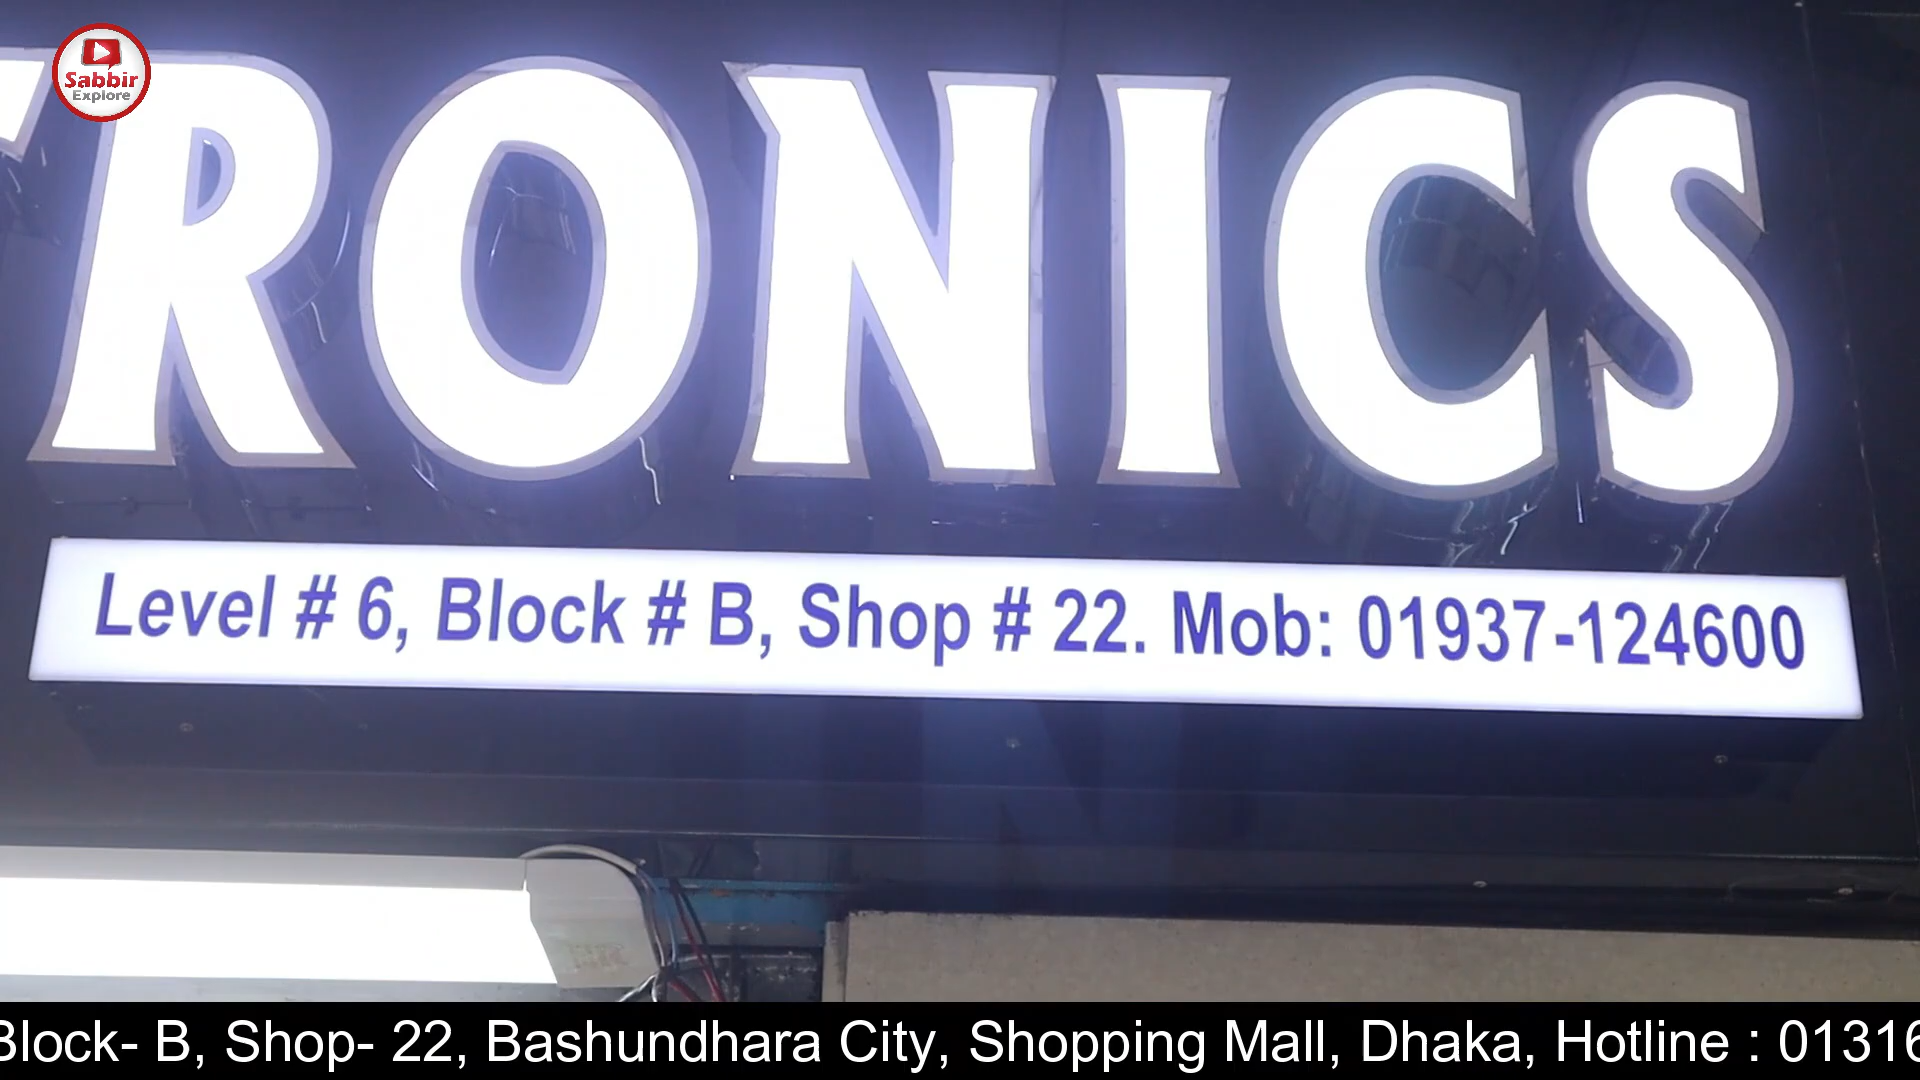 Sabbir
Explore
TRONICS
Level # 6, Block # B, Shop # 22. Mob: 01937-124600
Block- B, Shop- 22, Bashundhara City, Shopping Mall, Dhaka, Hotline : 01316